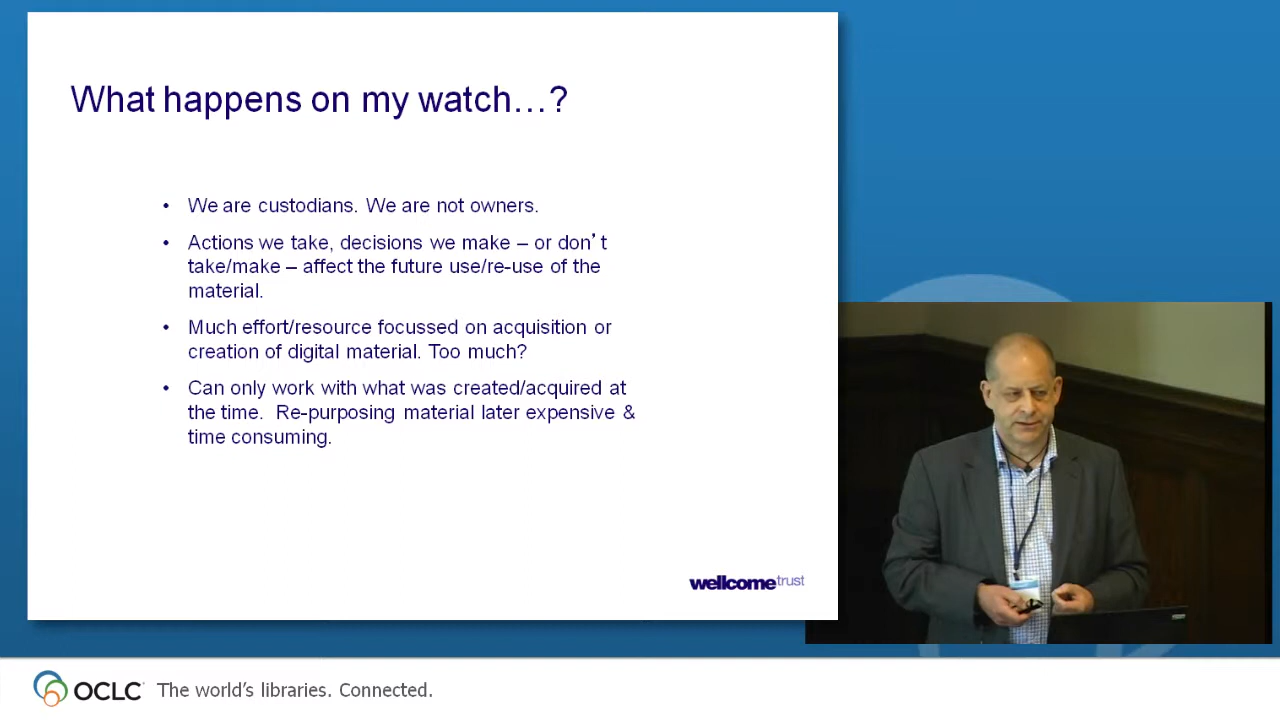 What happens on my watch…?
• We are custodians. We are not owners.
• Actions we take, decisions we make – or don’t
take/make – affect the future use/re-use of the
material.
• Much effort/resource focussed on acquisition or
creation of digital material. Too much?
• Can only work with what was created/acquired at
the time. Re-purposing material later expensive &
time consuming.
wellcometrust
OCLC The world’s libraries. Connected.